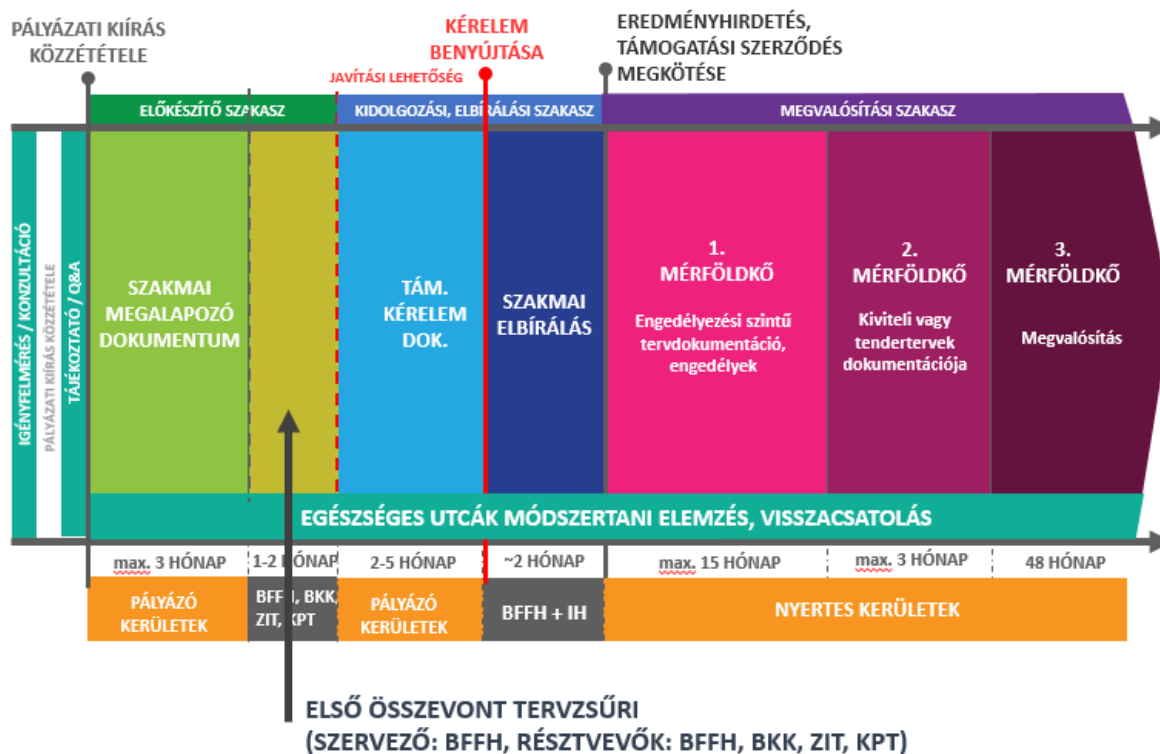 PÁLYÁZATI KIÍRÁS
KÖZZÉTÉTELE
KÉRELEM
BENYÚJTÁSA
EREDMÉNYHIRDETÉS,
TÁMOGATÁSI SZERZŐDÉS
MEGKÖTÉSE
JAVÍTÁSI LEHETŐSÉG
ELŐKÉSZÍTŐ SZAKASZ
KIDOLGOZÁSI, ELBÍRÁLÁSI SZAKASZ
MEGVALÓSÍTÁSI SZAKASZ
IGÉNYFELMÉRÉS / KONZULTÁCIÓ
PÁLYÁZATI KIÍRÁS KÖZZÉTÉTELE
TÁJÉKOZTATÓ / Q&A
SZAKMAI
MEGALAPOZÓ
DOKUMENTUM
TÁM.
KÉRELEM
DOK.
SZAKMAI
ELBÍRÁLÁS
1.
MÉRFÖLDKŐ
Engedélyezési szintű
tervdokumentáció,
engedélyek
2.
MÉRFÖLDKŐ
Kiviteli vagy
tendertervek
dokumentációja
3.
MÉRFÖLDKŐ
Megvalósítás
EGÉSZSÉGES UTCÁK MÓDSZERTANI ELEMZÉS, VISSZACSATOLÁS
max. 3 HÓNAP
1-2 HÓNAP
2-5 HÓNAP
~2 HÓNAP
max. 15 HÓNAP
max. 3 HÓNAP
48 HÓNAP
PÁLYÁZÓ
KERÜLETEK
BFFH, BKK,
ZIT, KPT
PÁLYÁZÓ
KERÜLETEK
BFFH + IH
NYERTES KERÜLETEK
ELSŐ ÖSSZEVONT TERVZSŰRI
(SZERVEZŐ: BFFH, RÉSZTVEVŐK: BFFH, BKK, ZIT, KPT)